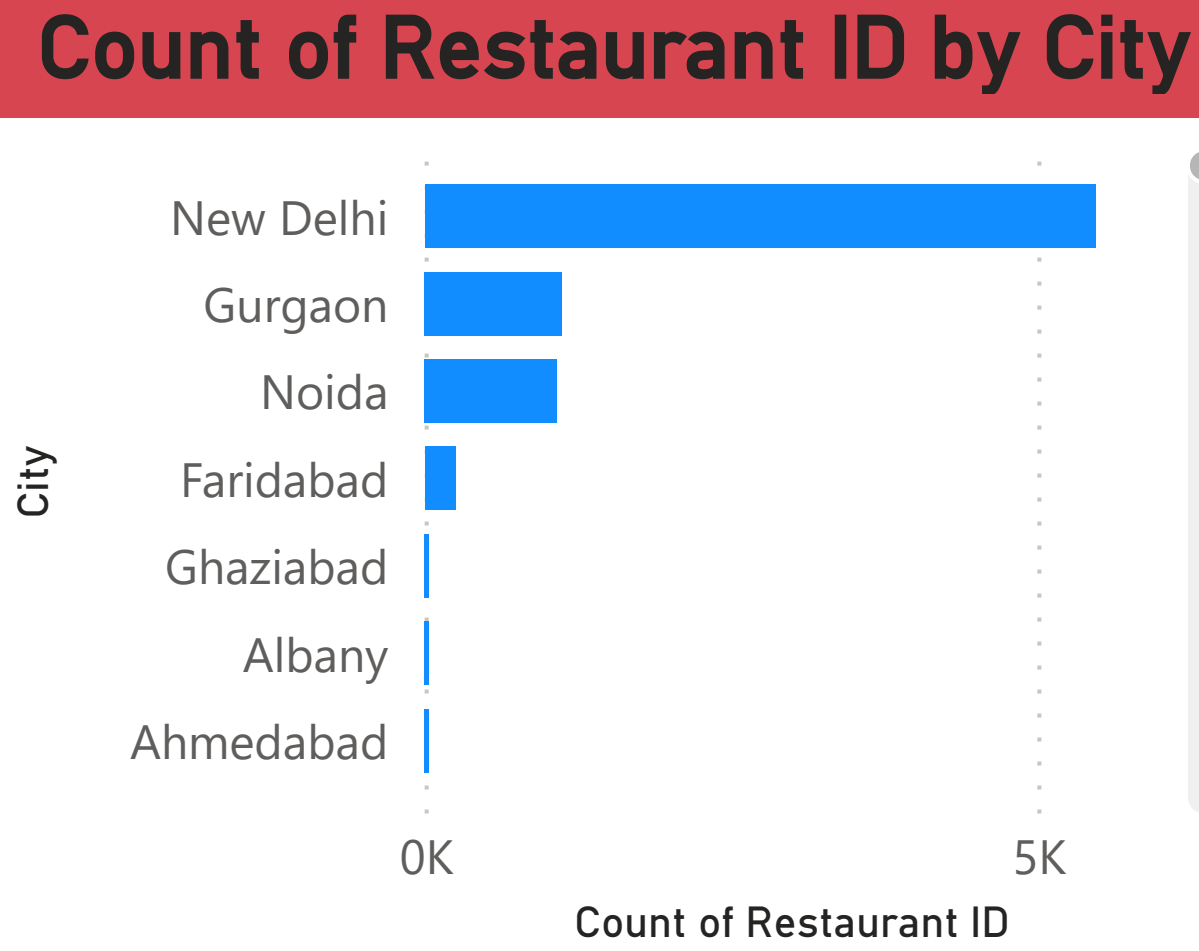 Count of Restaurant ID by City
New Delhi
Gurgaon
Noida
Faridabad
Ghaziabad
Albany
Ahmedabad
City
0K 5K
Count of Restaurant ID